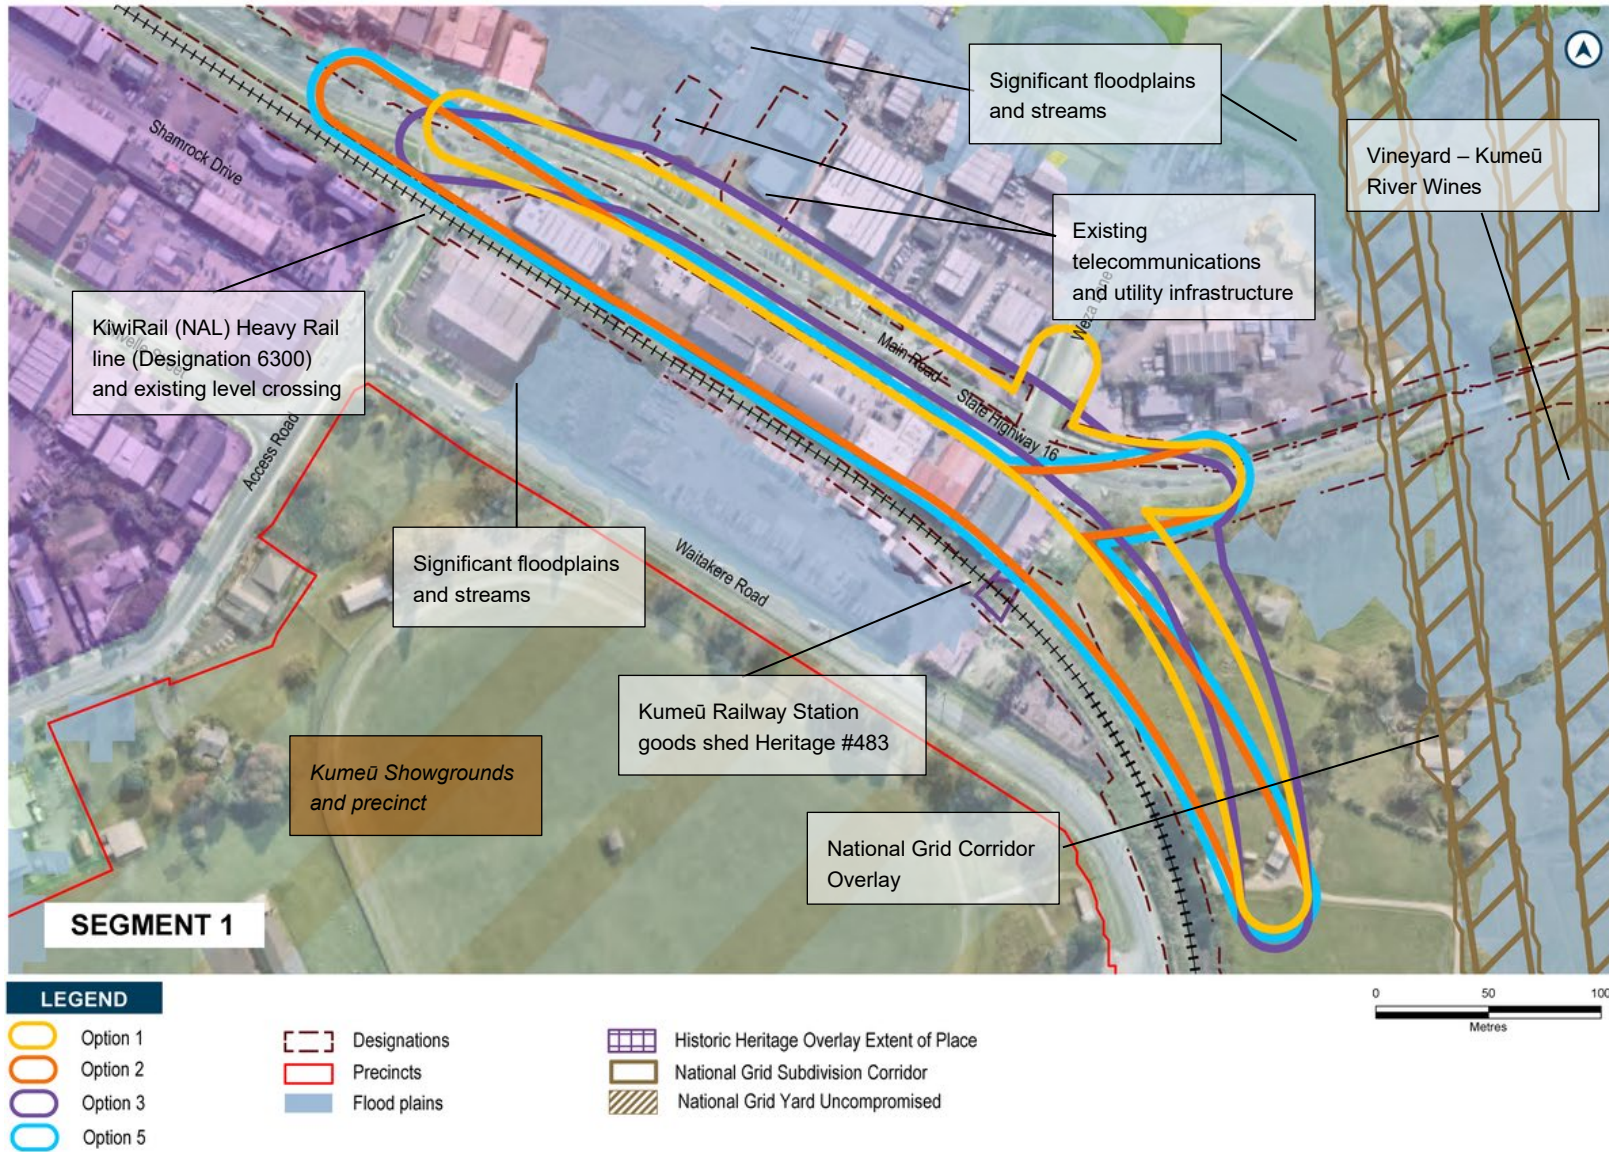 Significant floodplains
and streams
Vineyard – Kumeū
River Wines
Shamrock Drive
Existing
telecommunications
and utility infrastructure
KiwiRail (NAL) Heavy Rail
line (Designation 6300)
and existing level crossing
Main Road
State Highway 16
Access Road
Significant floodplains
and streams
Waitakere Road
Kumeū Railway Station
goods shed Heritage #483
Kumeū Showgrounds
and precinct
National Grid Corridor
Overlay
SEGMENT 1
LEGEND
Option 1
Option 2
Option 3
Option 5
Designations
Precincts
Flood plains
Historic Heritage Overlay Extent of Place
National Grid Subdivision Corridor
National Grid Yard Uncompromised
0 50 100
Metres